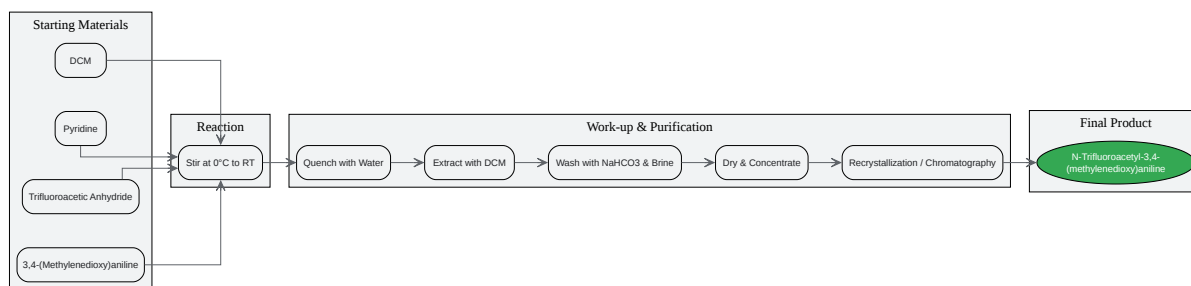 Starting Materials
DCM
Pyridine
Trifluoroacetic Anhydride
3,4-(Methylenedioxy)aniline
Reaction
Stir at 0°C to RT
Work-up & Purification
Quench with Water
Extract with DCM
Wash with NaHCO3 & Brine
Dry & Concentrate
Recrystallization / Chromatography
Final Product
N-Trifluoroacetyl-3,4-
(methylenedioxy)aniline